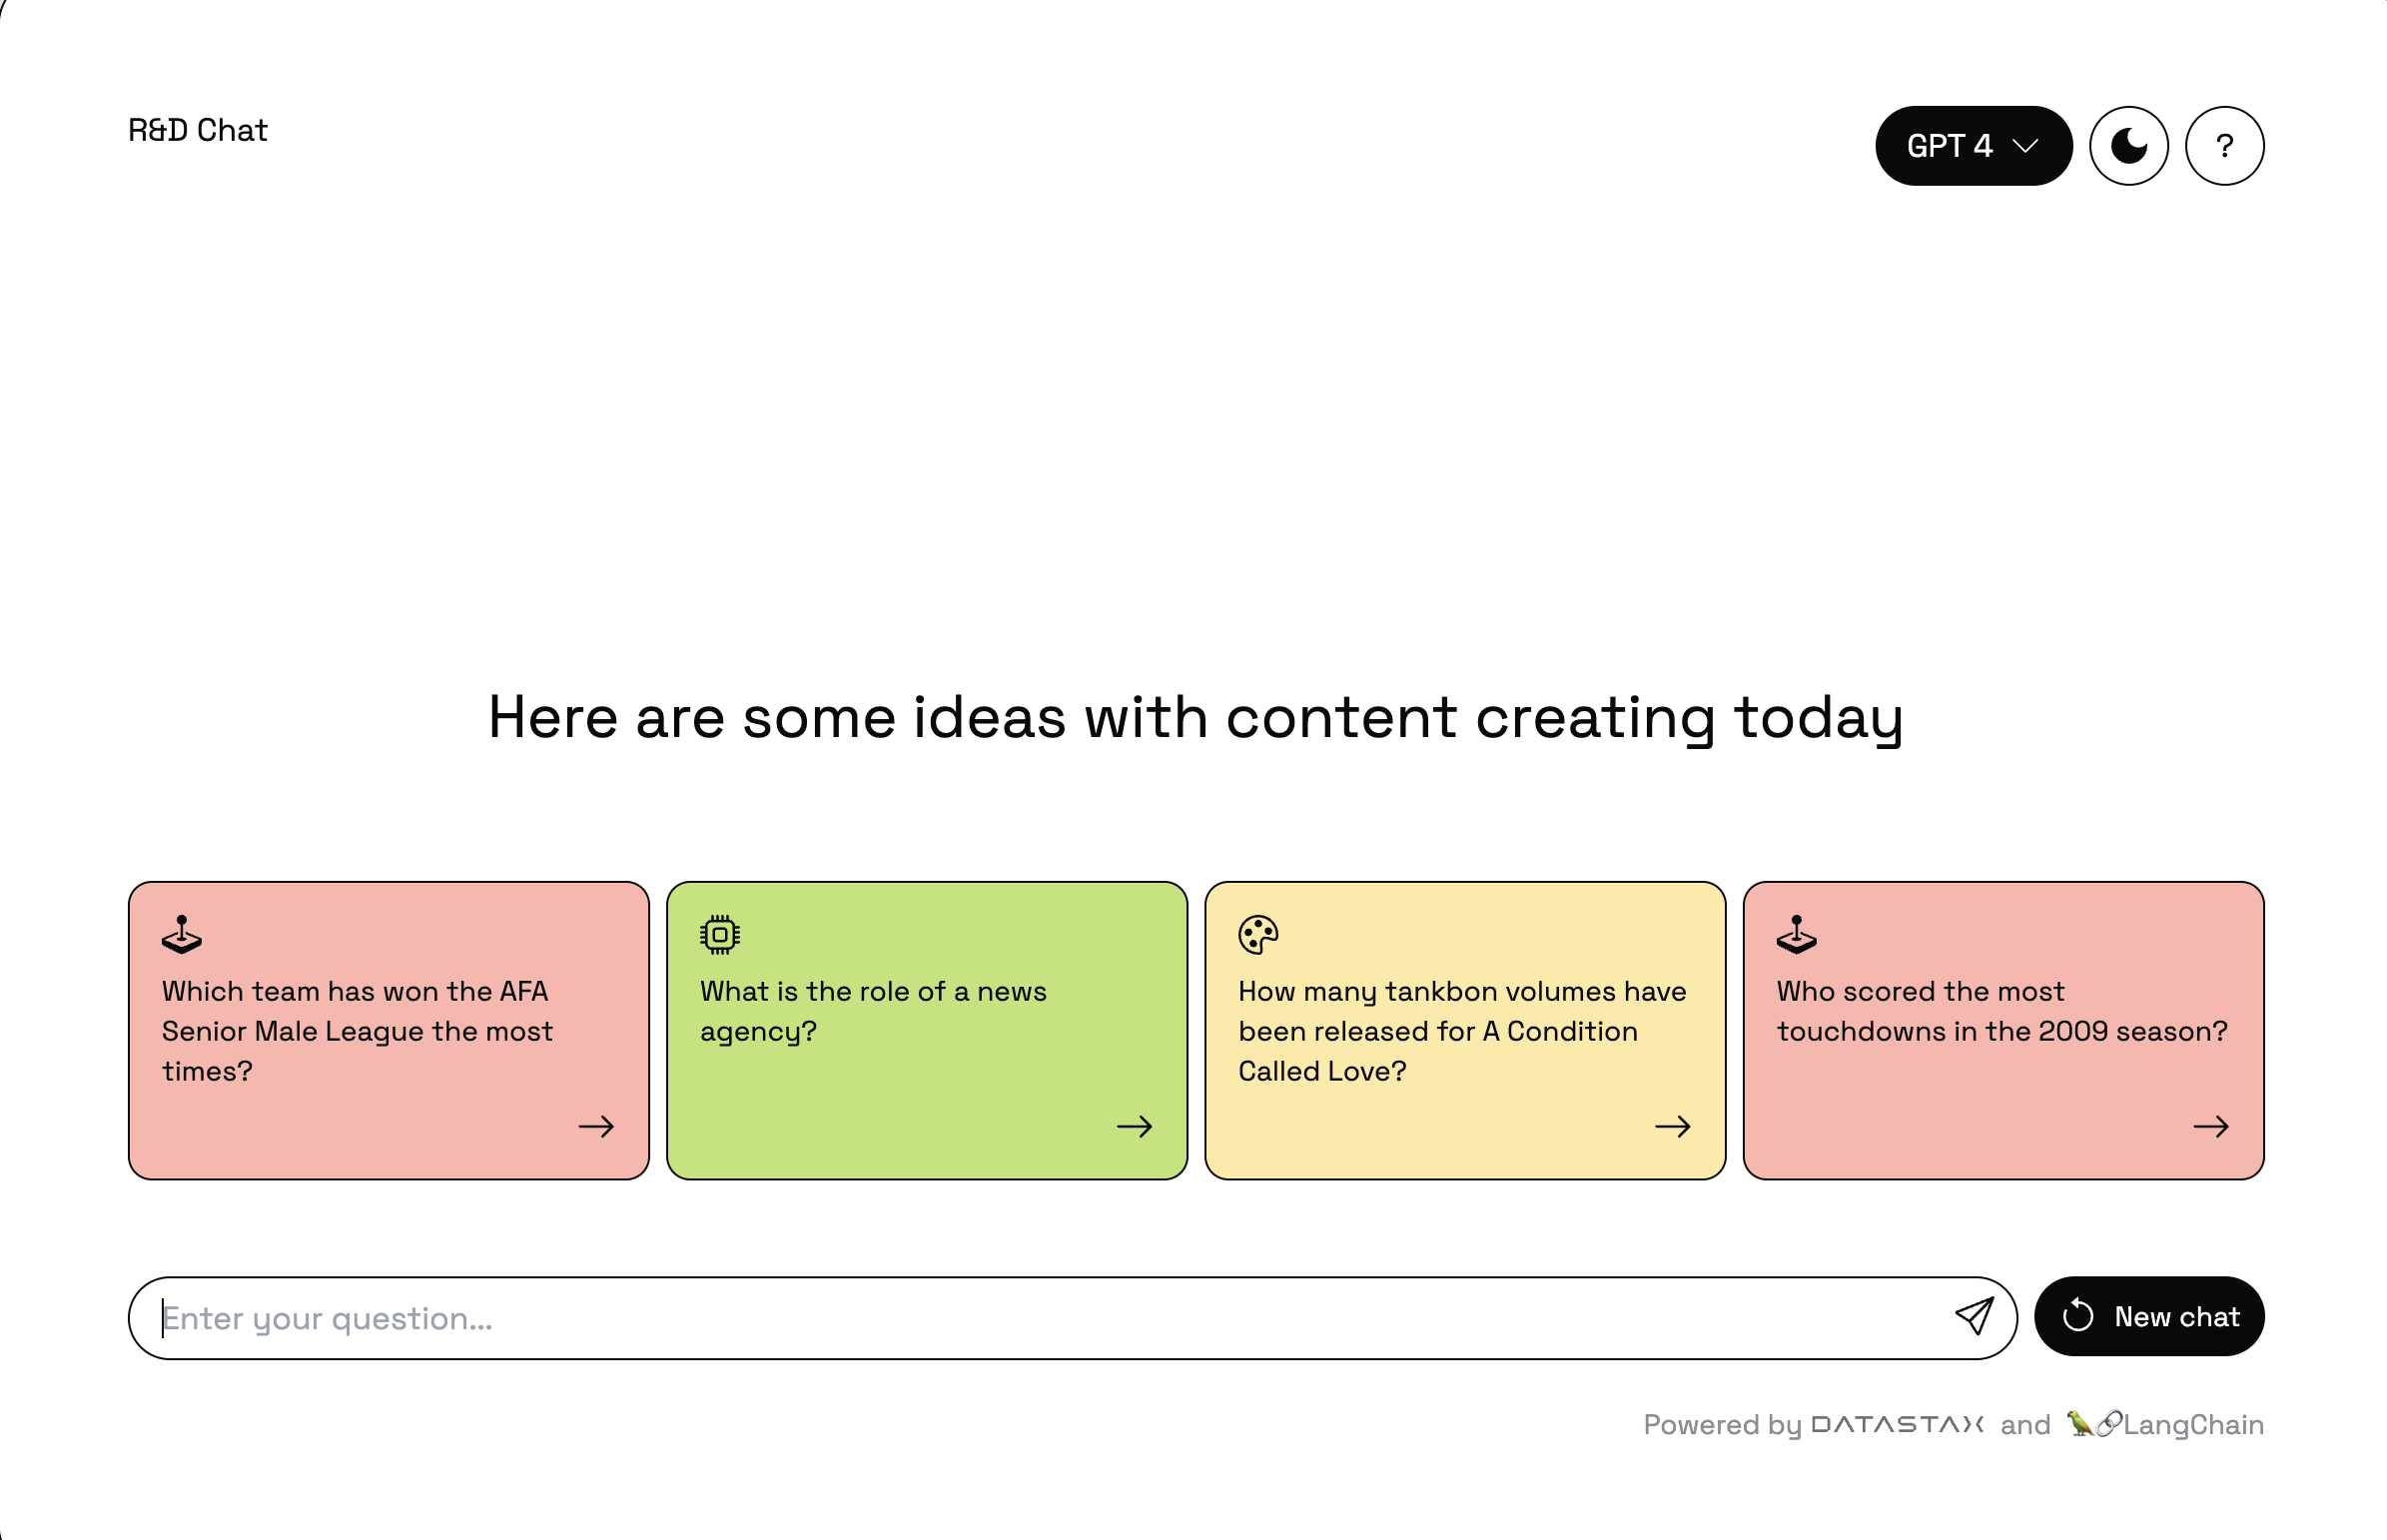 R&D Chat
GPT 4
?
Here are some ideas with content creating today
Which team has won the AFA
Senior Male League the most
times?
What is the role of a news
agency?
How many tankbon volumes have
been released for A Condition
Called Love?
Who scored the most
touchdowns in the 2009 season?
Enter your question...
New chat
Powered by DATASTAX and 🦜🔗LangChain